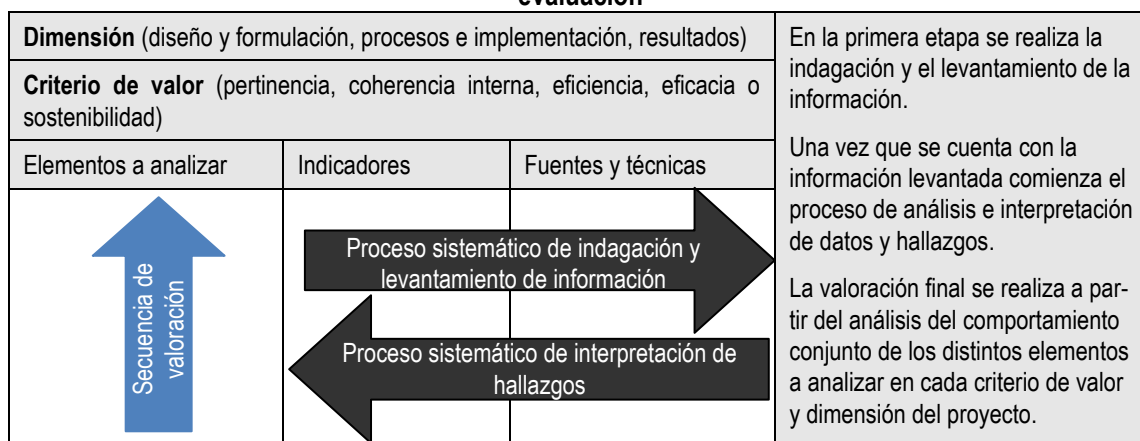 evaluación
Dimensión (diseño y formulación, procesos e implementación, resultados)
Criterio de valor (pertinencia, coherencia interna, eficiencia, eficacia o
sostenibilidad)
Elementos a analizar
Indicadores
Fuentes y técnicas
Secuencia de
valoración
Proceso sistemático de indagación y
levantamiento de información
Proceso sistemático de interpretación de
hallazgos
En la primera etapa se realiza la
indagación y el levantamiento de la
información.
Una vez que se cuenta con la
información levantada comienza el
proceso de análisis e interpretación
de datos y hallazgos.
La valoración final se realiza a par-
tir del análisis del comportamiento
conjunto de los distintos elementos
a analizar en cada criterio de valor
y dimensión del proyecto.